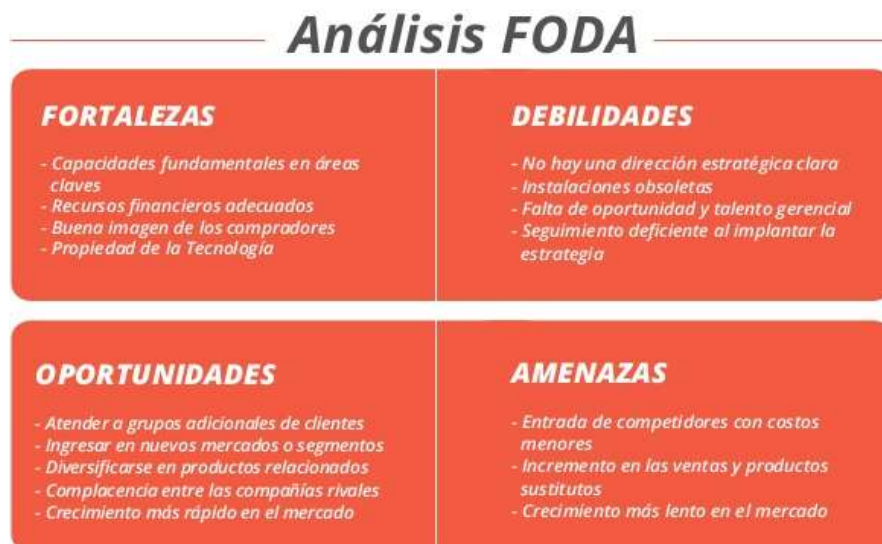 Análisis FODA
FORTALEZAS
- Capacidades fundamentales en áreas
claves
- Recursos financieros adecuados
- Buena imagen de los compradores
- Propiedad de la Tecnología
DEBILIDADES
- No hay una dirección estratégica clara
- Instalaciones obsoletas
- Falta de oportunidad y talento gerencial
- Seguimiento deficiente al implantar la
estrategia
OPORTUNIDADES
- Atender a grupos adicionales de clientes
- Ingresar en nuevos mercados o segmentos
- Diversificarse en productos relacionados
- Complacencia entre las compañías rivales
- Crecimiento más rápido en el mercado
AMENAZAS
- Entrada de competidores con costos
menores
- Incremento en las ventas y productos
sustitutos
- Crecimiento más lento en el mercado